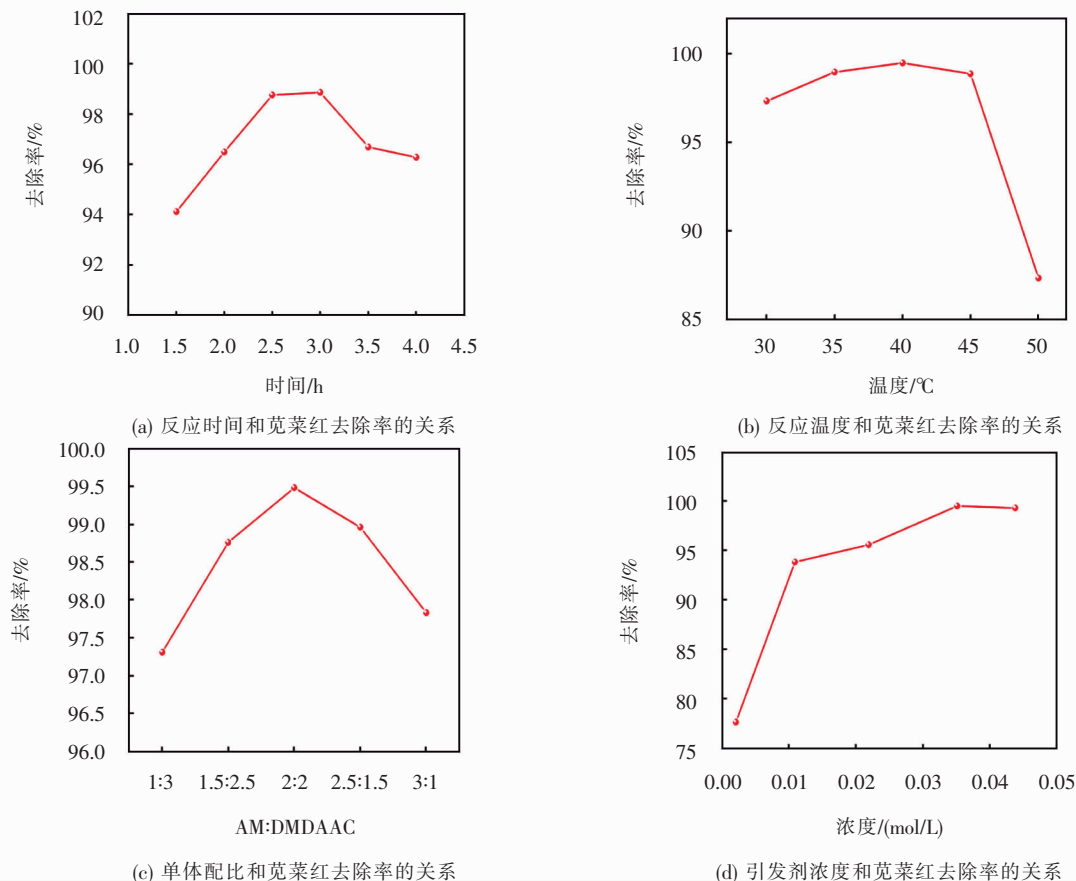 102
100
98
96
94
92
90
去除率/%
1.0 1.5 2.0 2.5 3.0 3.5 4.0 4.5
时间/h
(a) 反应时间和苋菜红去除率的关系
100
95
90
85
去除率/%
30 35 40 45 50
温度/℃
(b) 反应温度和苋菜红去除率的关系
100.0
99.5
99.0
98.5
98.0
97.5
97.0
96.5
96.0
去除率/%
1:3 1.5:2.5 2:2 2.5:1.5 3:1
AM:DMDAAC
(c) 单体配比和苋菜红去除率的关系
105
100
95
90
85
80
75
去除率/%
0.00 0.01 0.02 0.03 0.04 0.05
浓度/(mol/L)
(d) 引发剂浓度和苋菜红去除率的关系